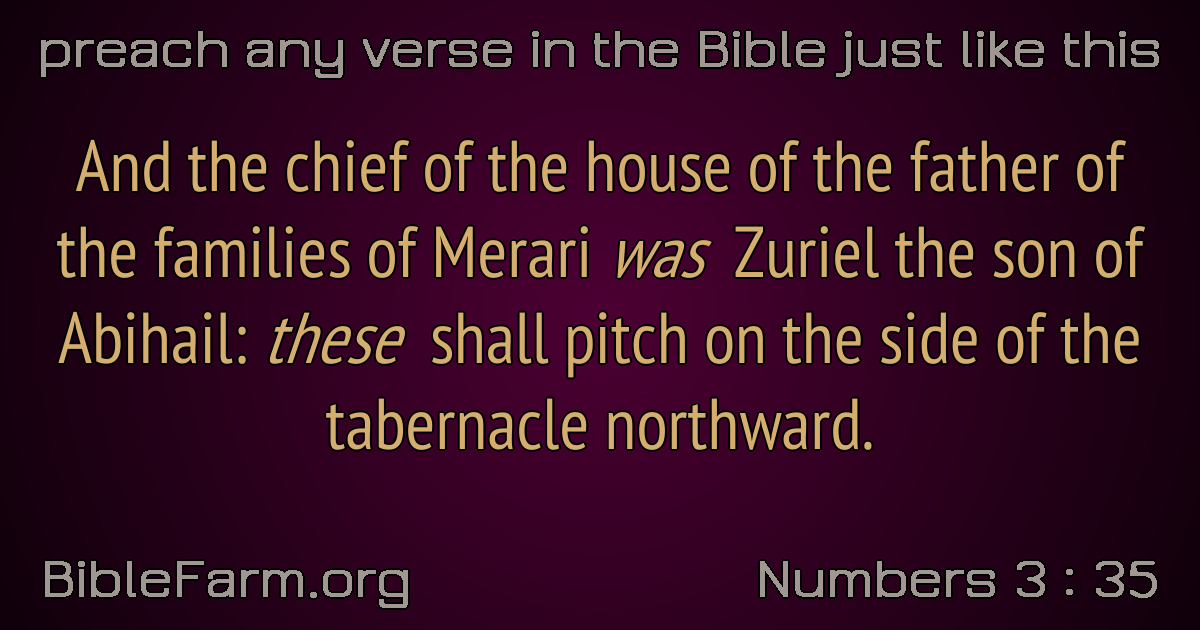 preach any verse in the Bible just like this
And the chief of the house of the father of
the families of Merari was Zuriel the son of
Abihail: these shall pitch on the side of the
tabernacle northward.
BibleFarm.org
Numbers 3 : 35